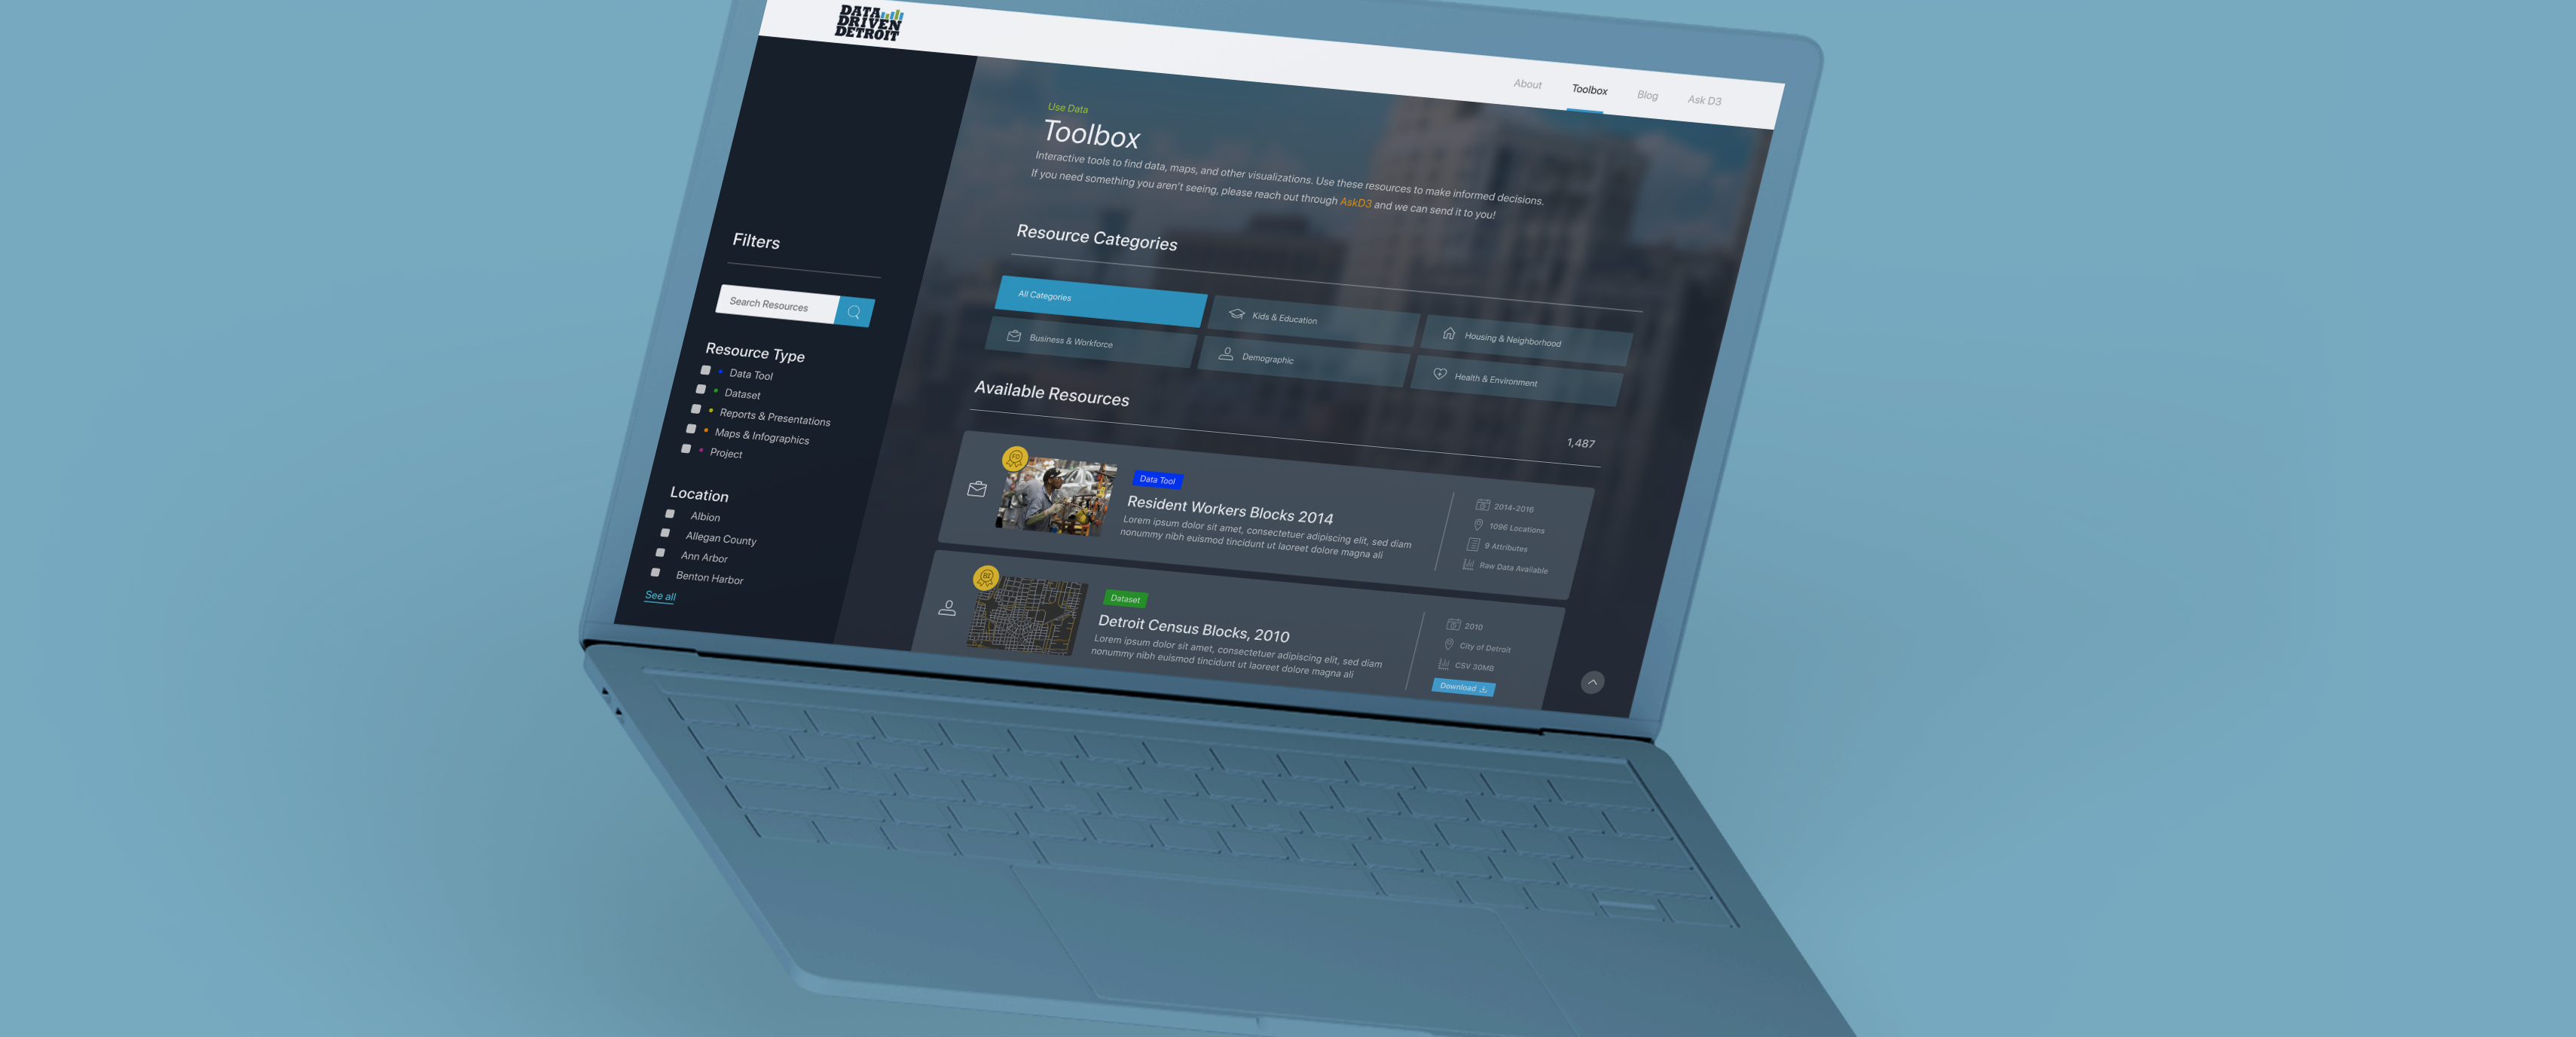 DATA
DRIVEN
DETROIT
About
Toolbox
Blog
Ask D3
Use Data
Toolbox
Interactive tools to find data, maps, and other visualizations. Use these resources to make informed decisions.
If you need something you aren't seeing, please reach out through AskD3 and we can send it to you!
Filters
Search Resources
Resource Type
Data Tool
Dataset
Reports & Presentations
Maps & Infographics
Project
Location
Albion
Allegan County
Ann Arbor
Benton Harbor
See all
Resource Categories
All Categories
Kids & Education
Housing & Neighborhood
Business & Workforce
Demographic
Health & Environment
Available Resources
1,487
FD
Data Tool
Resident Workers Blocks 2014
Lorem ipsum dolor sit amet, consectetuer adipiscing elit, sed diam
nonummy nibh euismod tincidunt ut laoreet dolore magna ali
2014-2016
1096 Locations
9 Attributes
Raw Data Available
BI
Dataset
Detroit Census Blocks, 2010
Lorem ipsum dolor sit amet, consectetuer adipiscing elit, sed diam
nonummy nibh euismod tincidunt ut laoreet dolore magna ali
2010
City of Detroit
CSV 30MB
Download